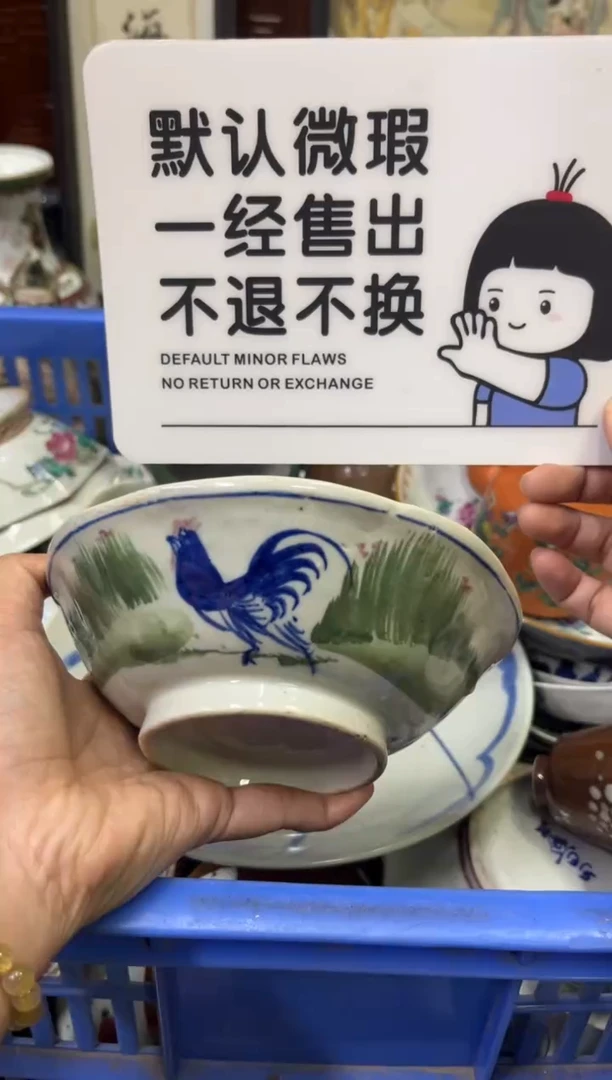 默认微瑕
一经售出
不退不换
DEFAULT MINOR FLAWS
NO RETURN OR EXCHANGE